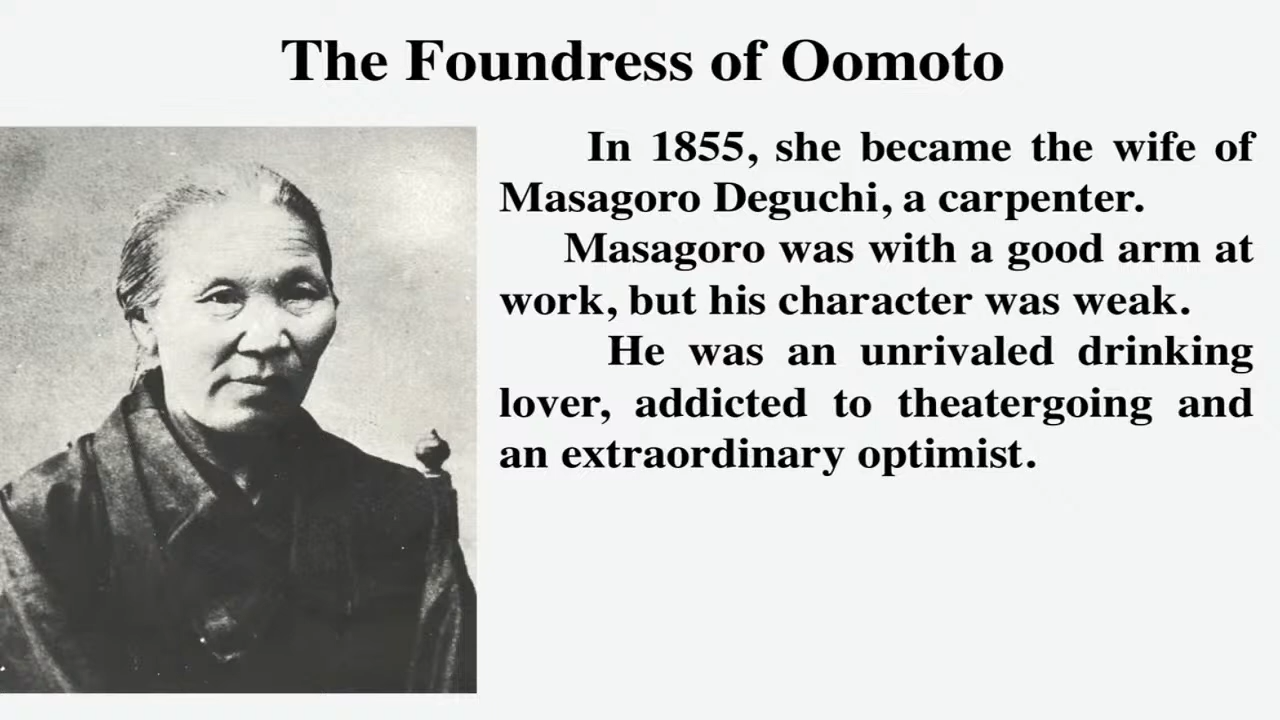 The Foundress of Oomoto
In 1855, she became the wife of
Masagoro Deguchi, a carpenter.
Masagoro was with a good arm at
work, but his character was weak.
He was an unrivaled drinking
lover, addicted to theatergoing and
an extraordinary optimist.